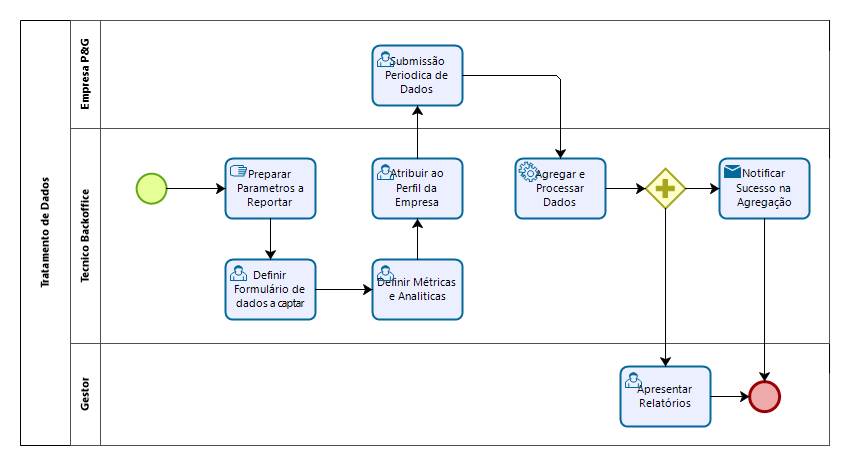 Tratamento de Dados
Empresa P&G
Submissão
Periodica de
Dados
Tecnico Backoffice
Preparar
Parametros a
Reportar
Atribuir ao
Perfil da
Empresa
Agregar e
Processar
Dados
Notificar
Sucesso na
Agregação
Definir
Formulário de
dados a captar
Definir Métricas
e Analiticas
Gestor
Apresentar
Relatórios